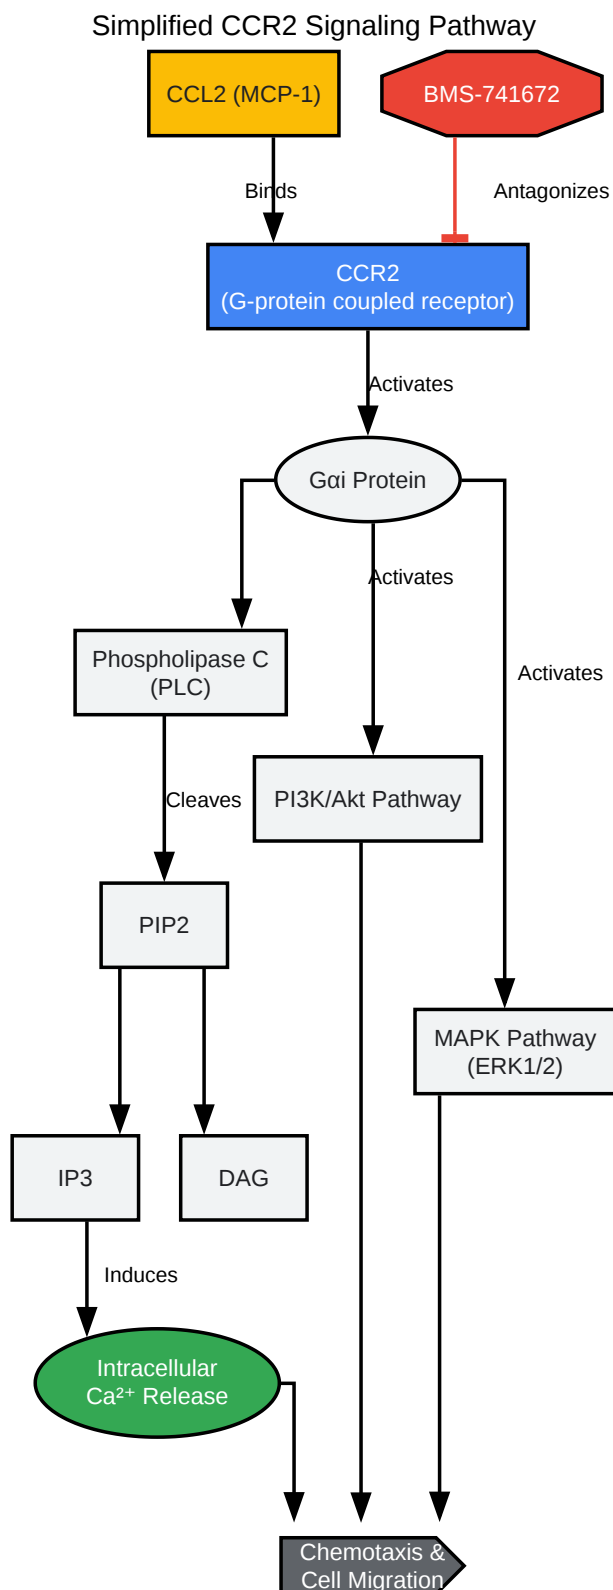 Simplified CCR2 Signaling Pathway
CCL2 (MCP-1)
BMS-741672
Binds
Antagonizes
CCR2
(G-protein coupled receptor)
Activates
Gαi Protein
Activates
Phospholipase C
(PLC)
Activates
Cleaves
PI3K/Akt Pathway
PIP2
MAPK Pathway
(ERK1/2)
IP3
DAG
Induces
Intracellular
Ca²⁺ Release
Chemotaxis &
Cell Migration